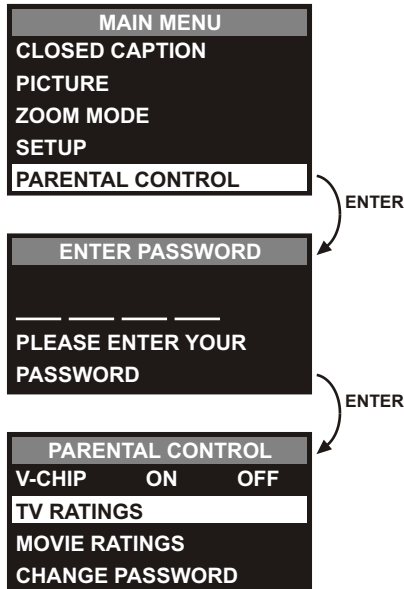 MAIN MENU
CLOSED CAPTION
PICTURE
ZOOM MODE
SETUP
PARENTAL CONTROL
ENTER
ENTER PASSWORD
PLEASE ENTER YOUR
PASSWORD
ENTER
PARENTAL CONTROL
V-CHIP ON OFF
TV RATINGS
MOVIE RATINGS
CHANGE PASSWORD